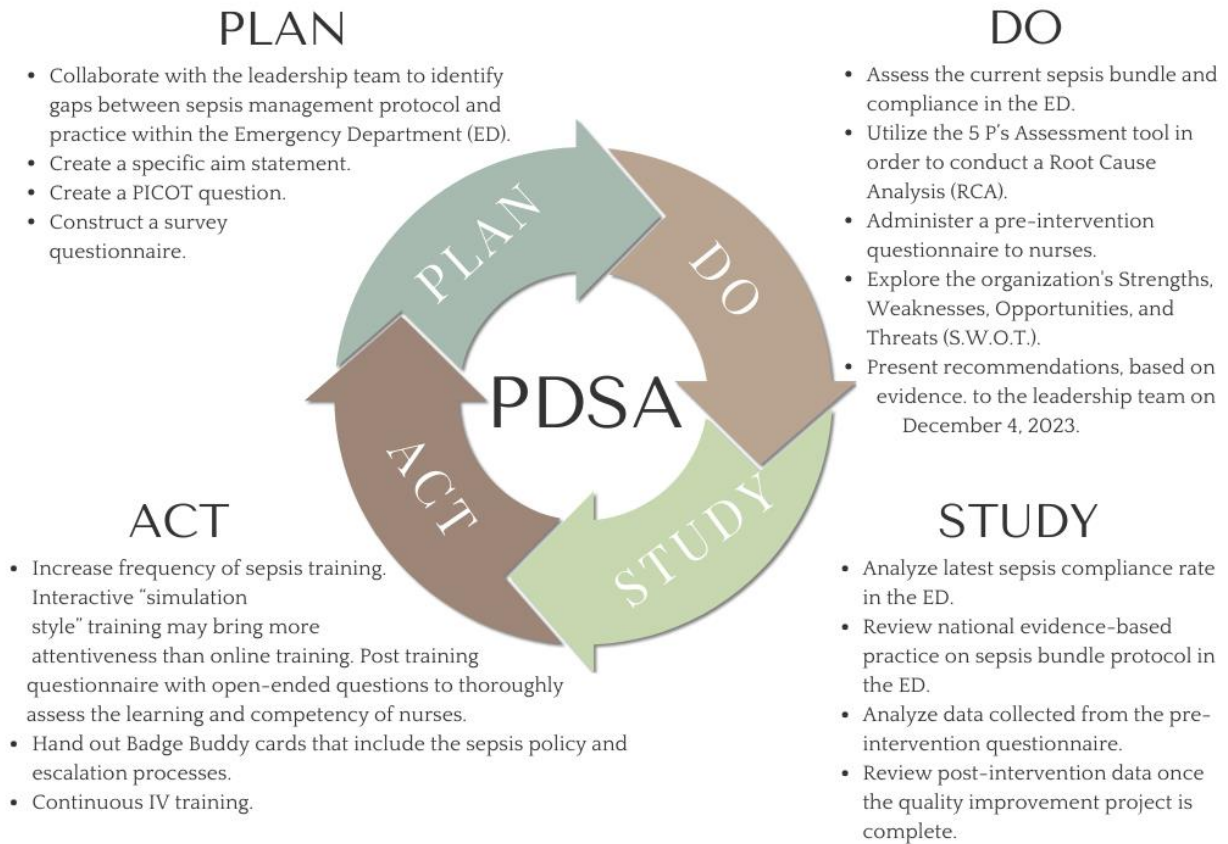 PLAN
• Collaborate with the leadership team to identify
gaps between sepsis management protocol and
practice within the Emergency Department (ED).
• Create a specific aim statement.
• Create a PICOT question.
• Construct a survey
questionnaire.
DO
• Assess the current sepsis bundle and
compliance in the ED.
• Utilize the 5 P's Assessment tool in
order to conduct a Root Cause
Analysis (RCA).
• Administer a pre-intervention
questionnaire to nurses.
• Explore the organization's Strengths,
Weaknesses, Opportunities, and
Threats (S.W.O.T.).
• Present recommendations, based on
evidence. to the leadership team on
December 4, 2023.
PLAN
DO
PDSA
ACT
STUDY
ACT
• Increase frequency of sepsis training.
Interactive “simulation
style” training may bring more
attentiveness than online training. Post training
questionnaire with open-ended questions to thoroughly
assess the learning and competency of nurses.
• Hand out Badge Buddy cards that include the sepsis policy and
escalation processes.
• Continuous IV training.
STUDY
• Analyze latest sepsis compliance rate
in the ED.
• Review national evidence-based
practice on sepsis bundle protocol in
the ED.
• Analyze data collected from the pre-
intervention questionnaire.
• Review post-intervention data once
the quality improvement project is
complete.